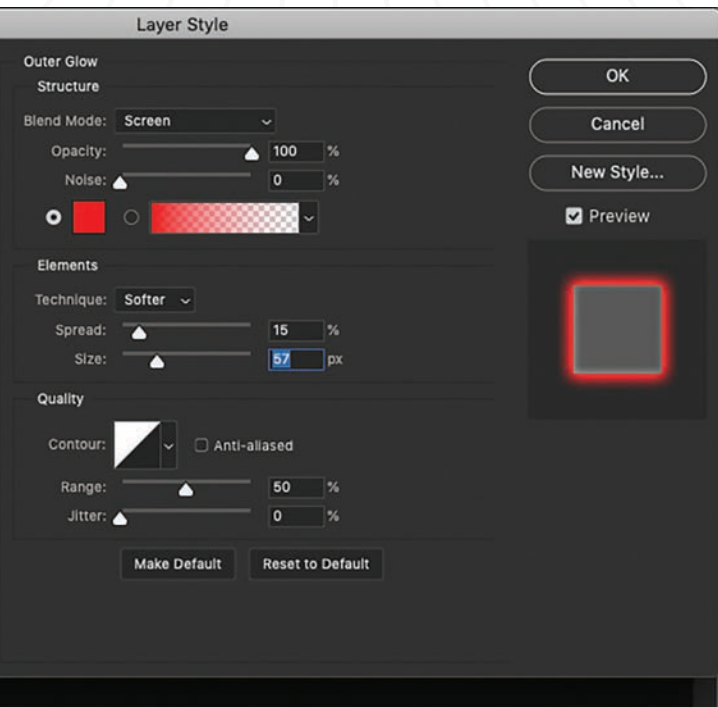 Layer Style
Outer Glow
Structure
Blend Mode: Screen
Opacity: 100 %
Noise: 0 %
Elements
Technique: Softer
Spread: 15 %
Size: 57 px
Quality
Contour: Anti-aliased
Range: 50 %
Jitter: 0 %
Make Default Reset to Default
OK
Cancel
New Style...
Preview